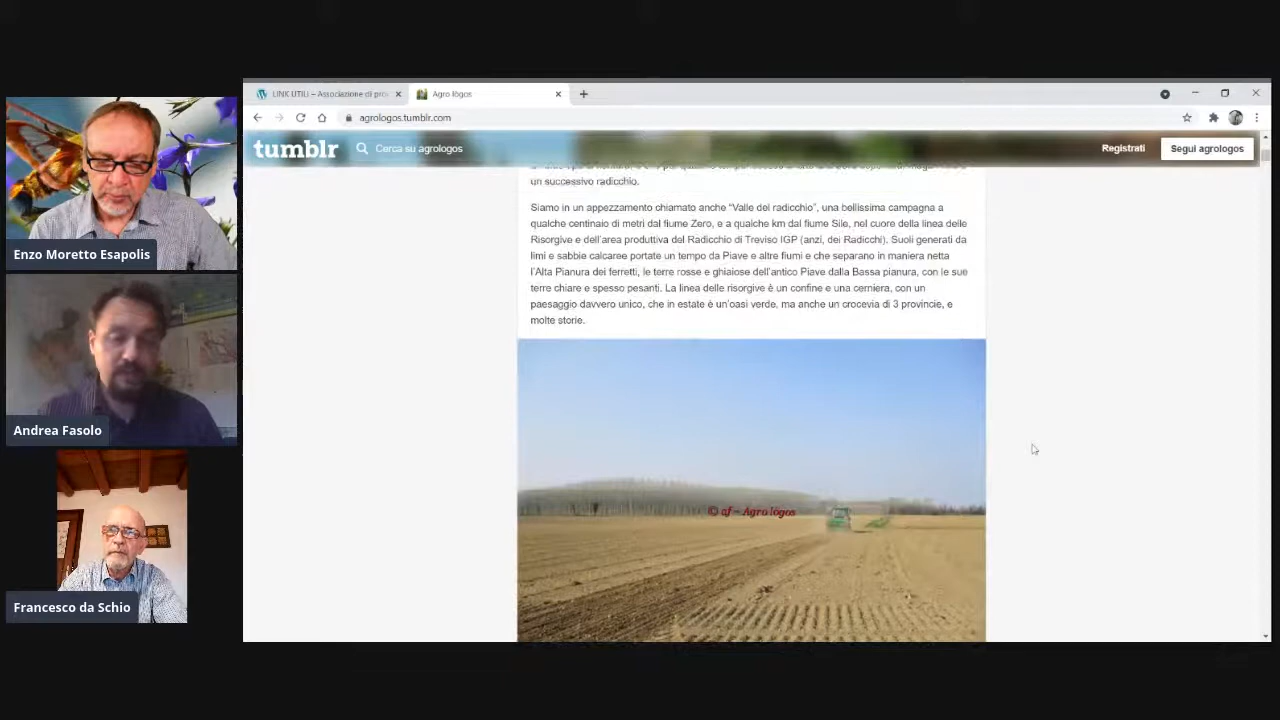 Enzo Moretto Esapolis
Andrea Fasolo
Francesco da Schio
LINK UTILI – Associazione di pro
Agro lògos
agrologos.tumblr.com
tumblr
Cerca su agrologos
Registrati
Segui agrologos
un successivo radicchio.
Siamo in un appezzamento chiamato anche “Valle del radicchio”, una bellissima campagna a
qualche centinaio di metri dal fiume Zero, e a qualche km dal fiume Sile, nel cuore della linea delle
Risorgive e dell’area produttiva del Radicchio di Treviso IGP (anzi, dei Radicchi). Suoli generati da
limi e sabbie calcaree portate un tempo da Piave e altre fiumi e che separano in maniera netta
l’Alta Pianura dei ferretti, le terre rosse e ghiaiose dell’antico Piave dalla Bassa pianura, con le sue
terre chiare e spesso pesanti. La linea delle risorgive è un confine e una cerniera, con un
paesaggio davvero unico, che in estate è un’oasi verde, ma anche un crocevia di 3 provincie, e
molte storie.
© af – Agro lògos